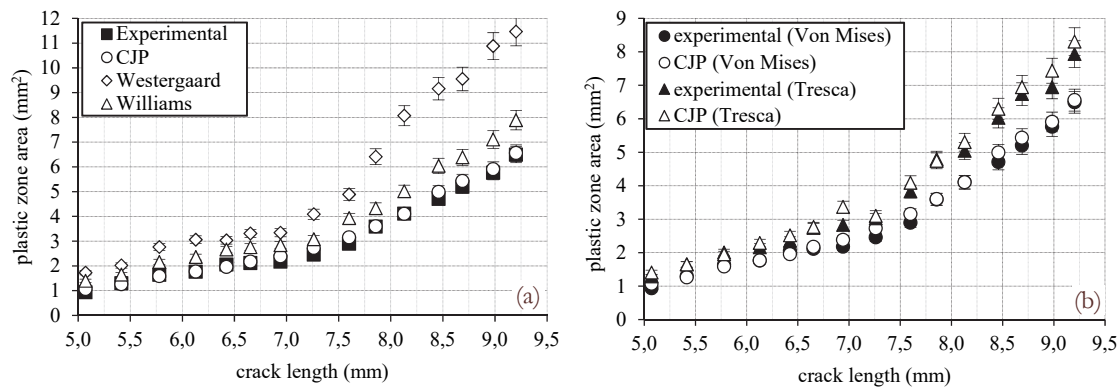 12
11
10
9
8
7
6
5
4
3
2
1
0
plastic zone area (mm²)
Experimental
CJP
Westergaard
Williams
(a)
5,0 5,5 6,0 6,5 7,0 7,5 8,0 8,5 9,0 9,5
crack length (mm)
9
8
7
6
5
4
3
2
1
0
plastic zone area (mm²)
experimental (Von Mises)
CJP (Von Mises)
experimental (Tresca)
CJP (Tresca)
(b)
5,0 5,5 6,0 6,5 7,0 7,5 8,0 8,5 9,0 9,5
crack length (mm)